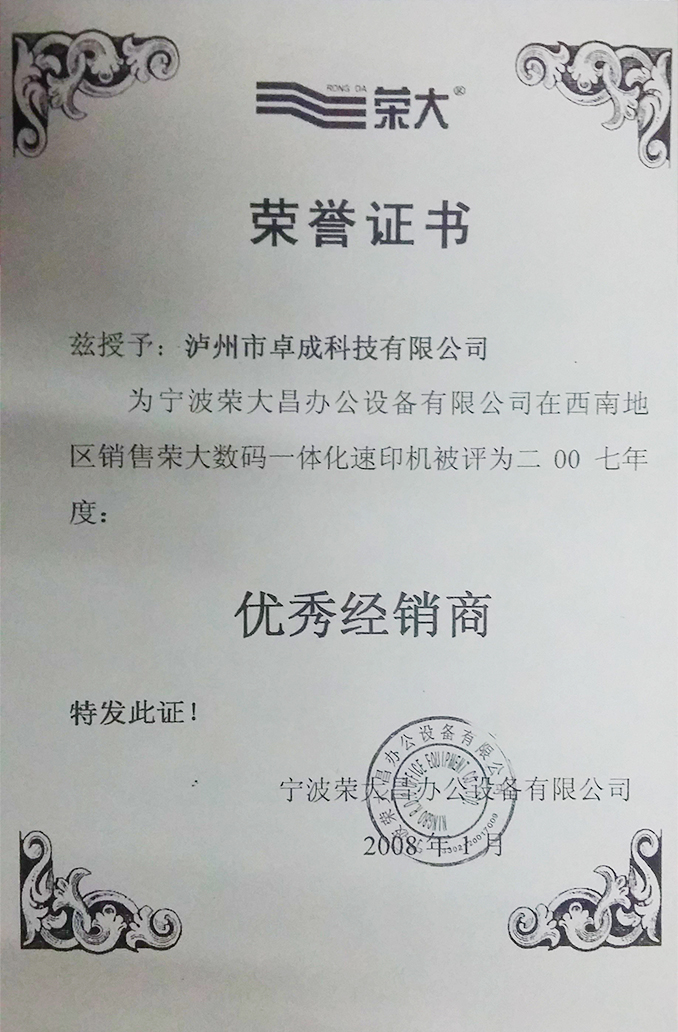 RONG DA
荣大®
荣誉证书
兹授予：泸州市卓成科技有限公司
为宁波荣大昌办公设备有限公司在西南地
区销售荣大数码一体化速印机被评为二00七年
度：
优秀经销商
特发此证！
宁波荣大昌办公设备有限公司
2008年1月